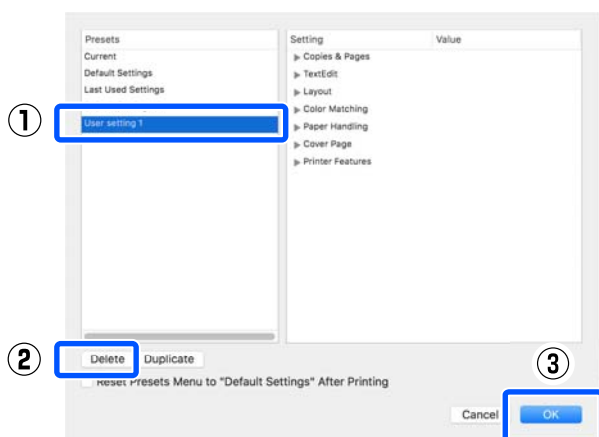 Presets
Setting Value
Current
Default Settings
Last Used Settings
User setting 1
Copies & Pages
TextEdit
Layout
Color Matching
Paper Handling
Cover Page
Printer Features
1
2
3
Delete Duplicate
Reset Presets Menu to "Default Settings" After Printing
Cancel OK